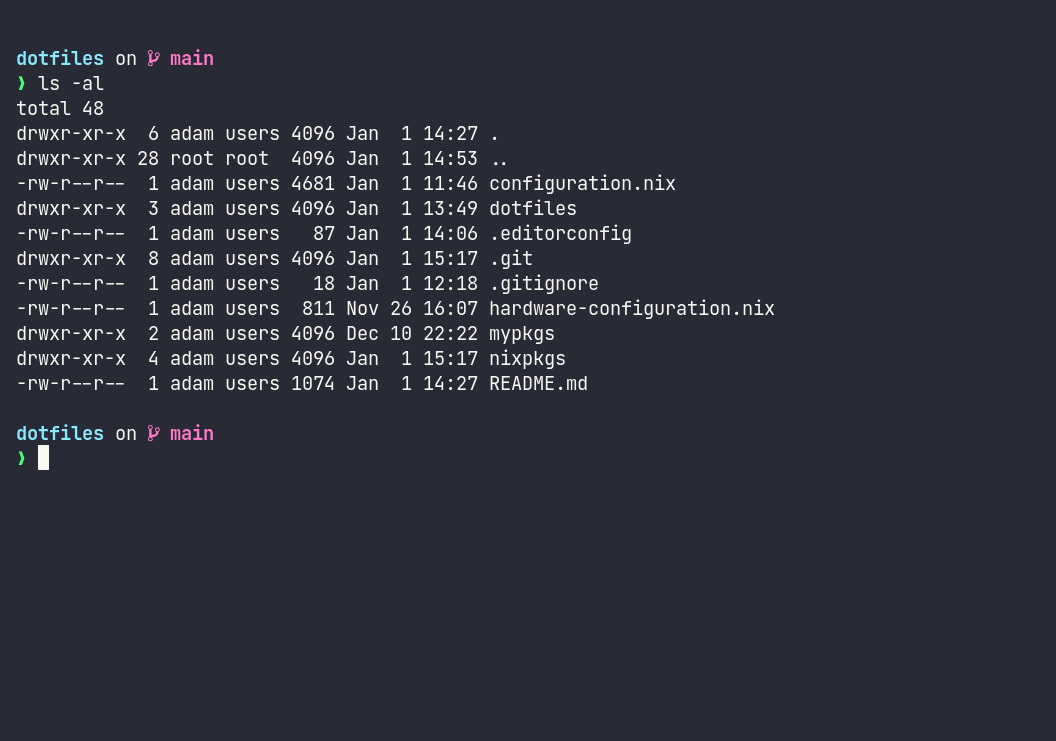 dotfiles on  main
❯ ls -al
total 48
drwxr-xr-x  6 adam users 4096 Jan  1 14:27 .
drwxr-xr-x 28 root root  4096 Jan  1 14:53 ..
-rw-r--r--  1 adam users 4681 Jan  1 11:46 configuration.nix
drwxr-xr-x  3 adam users 4096 Jan  1 13:49 dotfiles
-rw-r--r--  1 adam users   87 Jan  1 14:06 .editorconfig
drwxr-xr-x  8 adam users 4096 Jan  1 15:17 .git
-rw-r--r--  1 adam users   18 Jan  1 12:18 .gitignore
-rw-r--r--  1 adam users  811 Nov 26 16:07 hardware-configuration.nix
drwxr-xr-x  2 adam users 4096 Dec 10 22:22 mypkgs
drwxr-xr-x  4 adam users 4096 Jan  1 15:17 nixpkgs
-rw-r--r--  1 adam users 1074 Jan  1 14:27 README.md
dotfiles on  main
❯